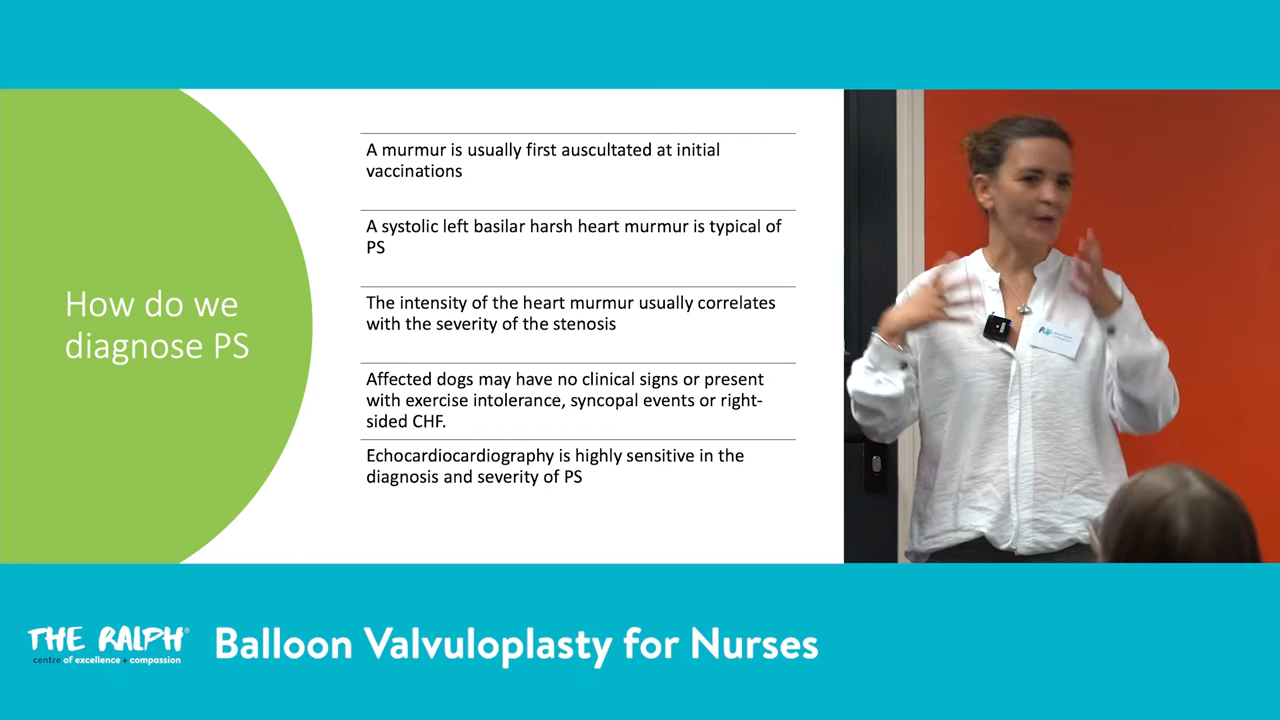 How do we
diagnose PS
A murmur is usually first auscultated at initial
vaccinations
A systolic left basilar harsh heart murmur is typical of
PS
The intensity of the heart murmur usually correlates
with the severity of the stenosis
Affected dogs may have no clinical signs or present
with exercise intolerance, syncopal events or right-
sided CHF.
Echocardiocardiography is highly sensitive in the
diagnosis and severity of PS
THE RALPH®
centre of excellence + compassion
Balloon Valvuloplasty for Nurses